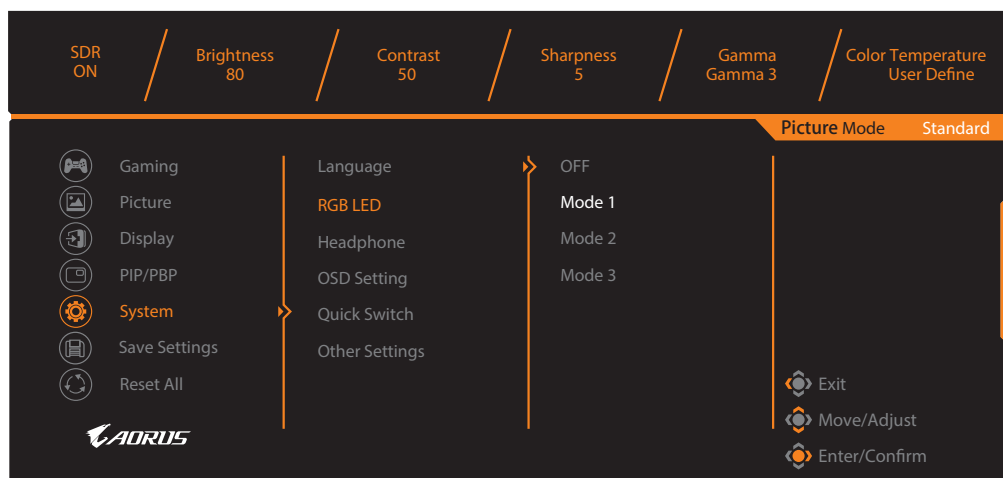 SDR
ON
Brightness
80
Contrast
50
Sharpness
5
Gamma
Gamma 3
Color Temperature
User Define
Picture Mode Standard
Gaming
Picture
Display
PIP/PBP
System
Save Settings
Reset All
Language
RGB LED
Headphone
OSD Setting
Quick Switch
Other Settings
OFF
Mode 1
Mode 2
Mode 3
Exit
Move/Adjust
Enter/Confirm
AORUS